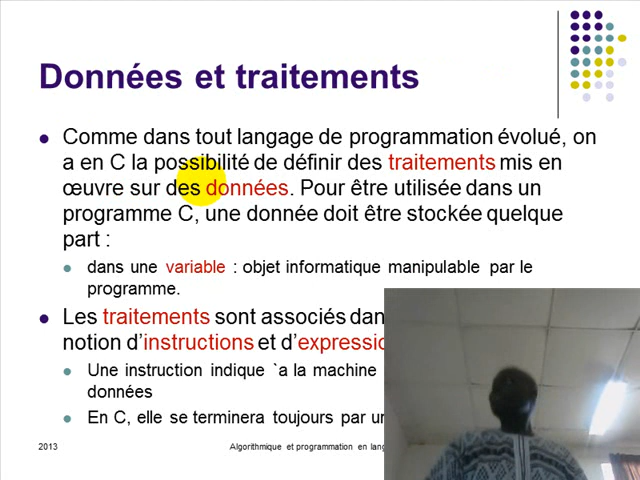 Données et traitements
Comme dans tout langage de programmation évolué, on
a en C la possibilité de définir des traitements mis en
œuvre sur des données. Pour être utilisée dans un
programme C, une donnée doit être stockée quelque
part :
dans une variable : objet informatique manipulable par le
programme.
Les traitements sont associés dan
notion d’instructions et d’expressio
Une instruction indique `a la machine
données
En C, elle se terminera toujours par un
2013
Algorithmique et programmation en lang